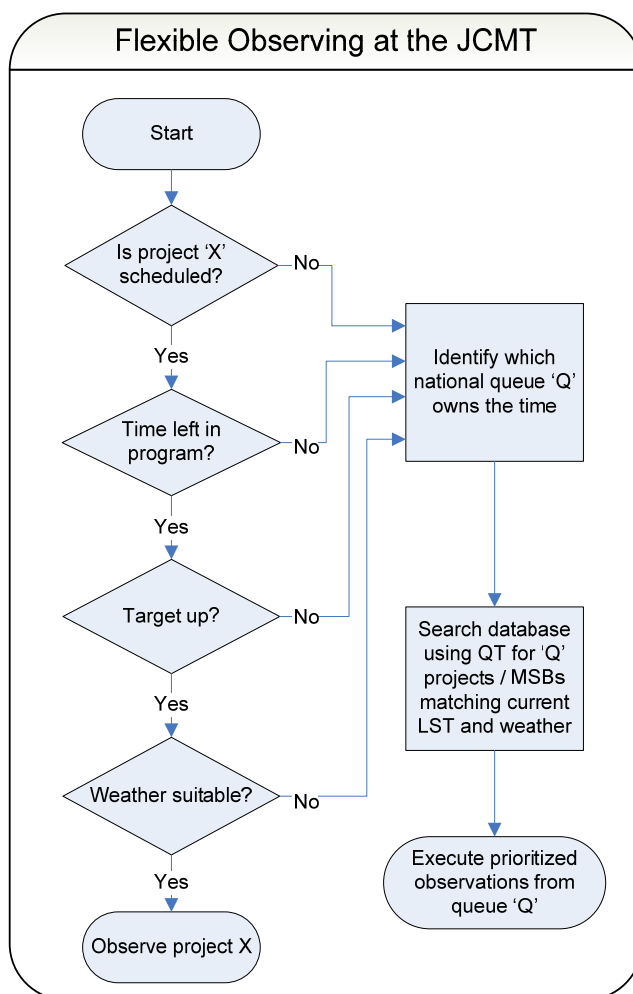 Flexible Observing at the JCMT
Start
Is project ‘X’
scheduled?
No
Yes
Time left in
program?
No
Yes
Target up?
No
Yes
Weather suitable?
No
Yes
Observe project X
Identify which
national queue ‘Q’
owns the time
Search database
using QT for ‘Q’
projects / MSBs
matching current
LST and weather
Execute prioritized
observations from
queue ‘Q’